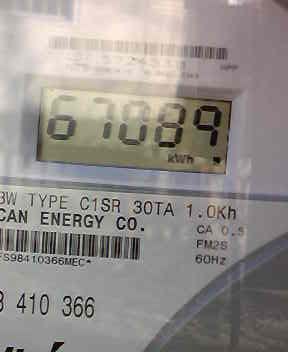 67089
kWh
3W TYPE C1SR 30TA 1.0Kh
CAN ENERGY CO.
CA 0.5
FM2S
60Hz
FS98410366MEC*
8 410 366